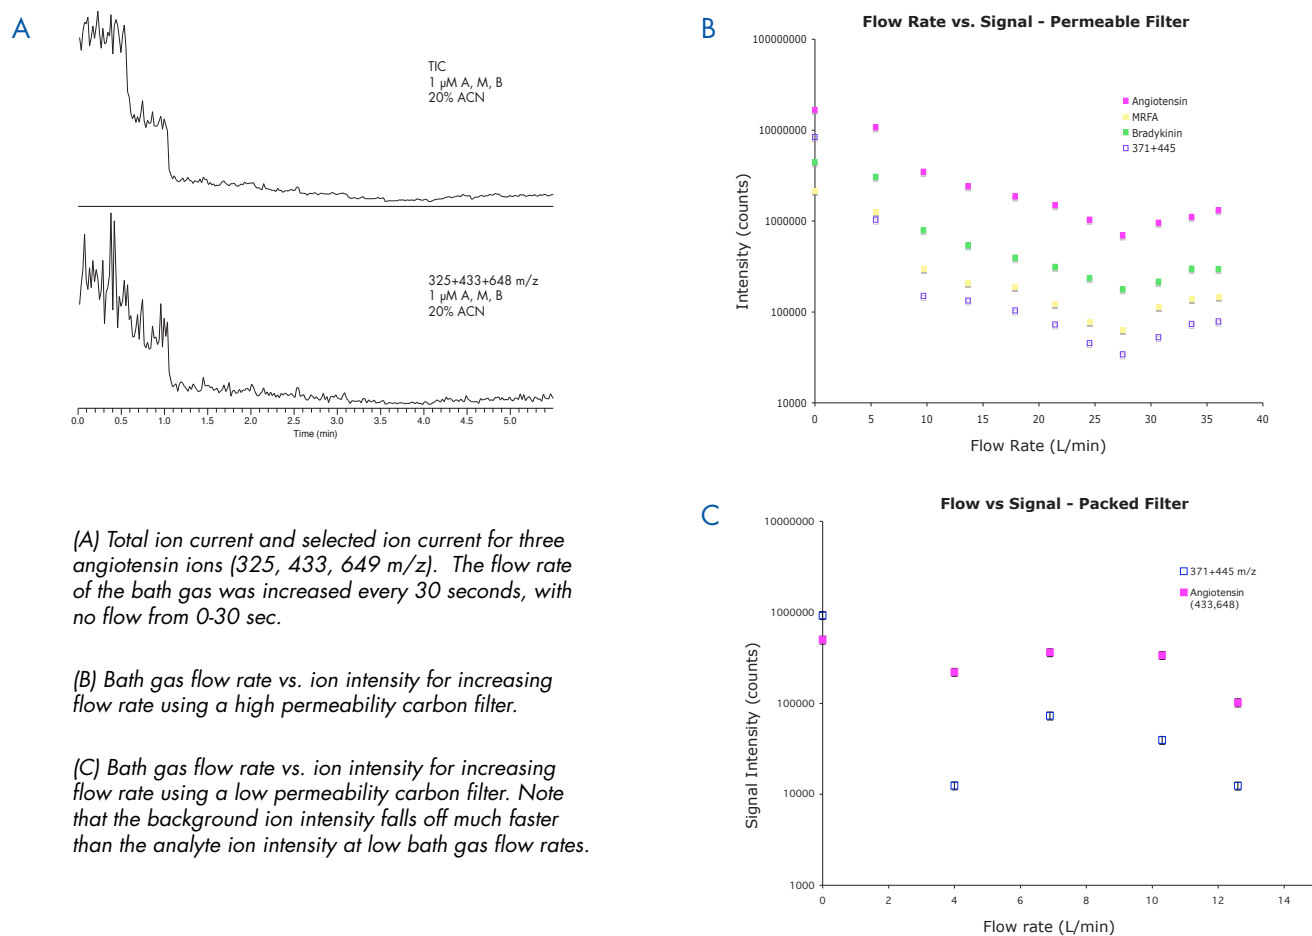 A
TIC
1 µM A, M, B
20% ACN
325+433+648 m/z
1 µM A, M, B
20% ACN
0.0 0.5 1.0 1.5 2.0 2.5 3.0 3.5 4.0 4.5 5.0
Time (min)
(A) Total ion current and selected ion current for three
angiotensin ions (325, 433, 649 m/z). The flow rate
of the bath gas was increased every 30 seconds, with
no flow from 0-30 sec.
(B) Bath gas flow rate vs. ion intensity for increasing
flow rate using a high permeability carbon filter.
(C) Bath gas flow rate vs. ion intensity for increasing
flow rate using a low permeability carbon filter. Note
that the background ion intensity falls off much faster
than the analyte ion intensity at low bath gas flow rates.
B
Flow Rate vs. Signal - Permeable Filter
Intensity (counts)
100000000
10000000
1000000
100000
10000
Angiotensin
MRFA
Bradykinin
371+445
0 5 10 15 20 25 30 35 40
Flow Rate (L/min)
C
Flow vs Signal - Packed Filter
Signal Intensity (counts)
10000000
1000000
100000
10000
1000
371+445 m/z
Angiotensin
(433,648)
0 2 4 6 8 10 12 14
Flow rate (L/min)